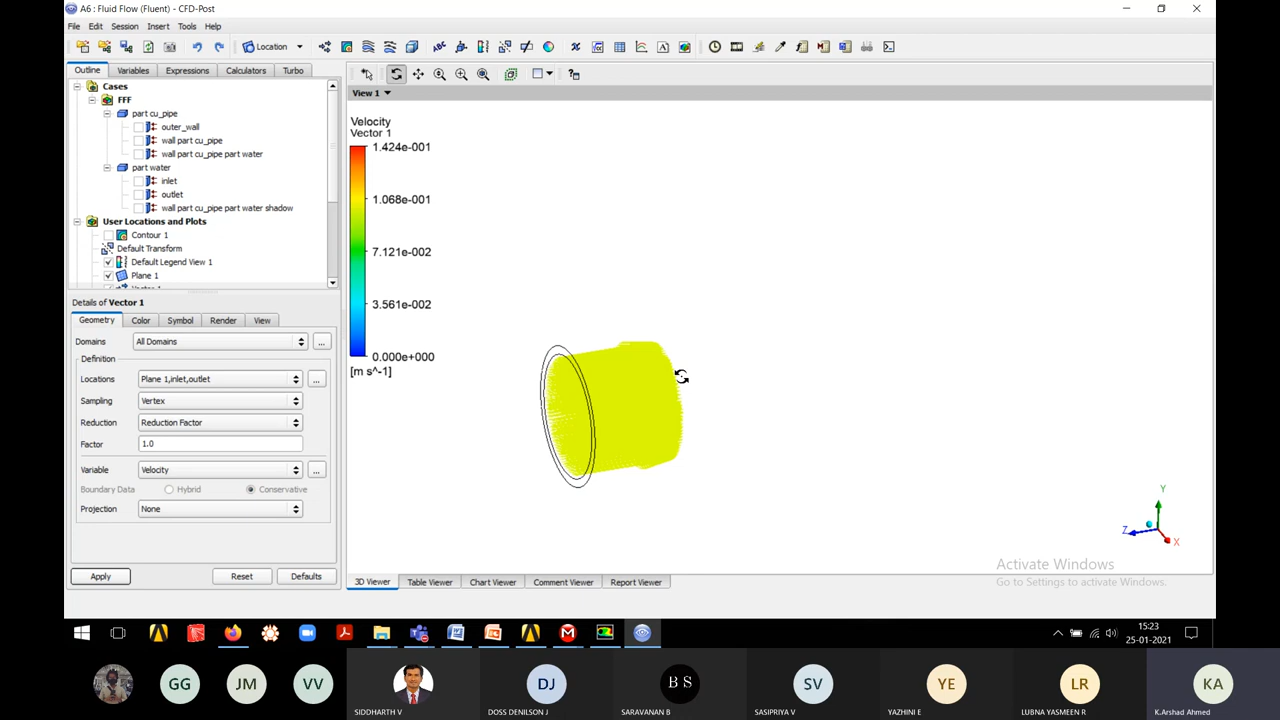 A6 : Fluid Flow (Fluent) - CFD-Post
File Edit Session Insert Tools Help
Location
Outline Variables Expressions Calculators Turbo
Cases
FFF
part cu_pipe
outer_wall
wall part cu_pipe
wall part cu_pipe part water
part water
inlet
outlet
wall part cu_pipe part water shadow
User Locations and Plots
Contour 1
Default Transform
Default Legend View 1
Plane 1
Details of Vector 1
Geometry Color Symbol Render Render View
Domains All Domains ...
Definition
Locations Plane 1,inlet,outlet ...
Sampling Vertex
Reduction Reduction Factor
Factor 1.0
Variable Velocity ...
Boundary Data Hybrid Conservative
Projection None
Apply Reset Defaults
View 1
Velocity
Vector 1
1.424e-001
1.068e-001
7.121e-002
3.561e-002
0.000e+000
[m s^-1]
Y
Z
X
Activate Windows
Go to Settings to activate Windows.
3D Viewer Table Viewer Chart Viewer Comment Viewer Report Viewer
15:23
25-01-2021
GG
JM
VV
SIDDHARTH V
DJ
DOSS DENILSON J
B S
SARAVANAN B
SV
SASIPRIYA V
YE
YAZHINI E
LR
LUBNA YASMEEN R
KA
K.Arshad Ahmed